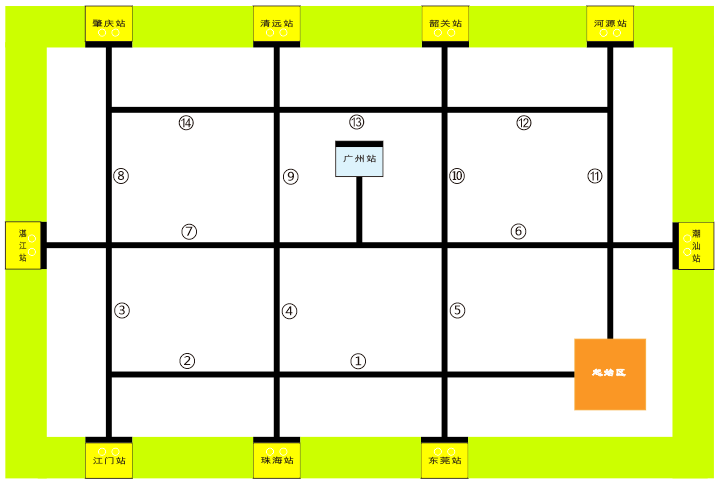 肇庆站
清远站
韶关站
河源站
⑭
⑬
⑫
广州站
⑧
⑨
⑩
⑪
湛江站
⑦
⑥
潮汕站
③
④
⑤
②
①
起始区
江门站
珠海站
东莞站